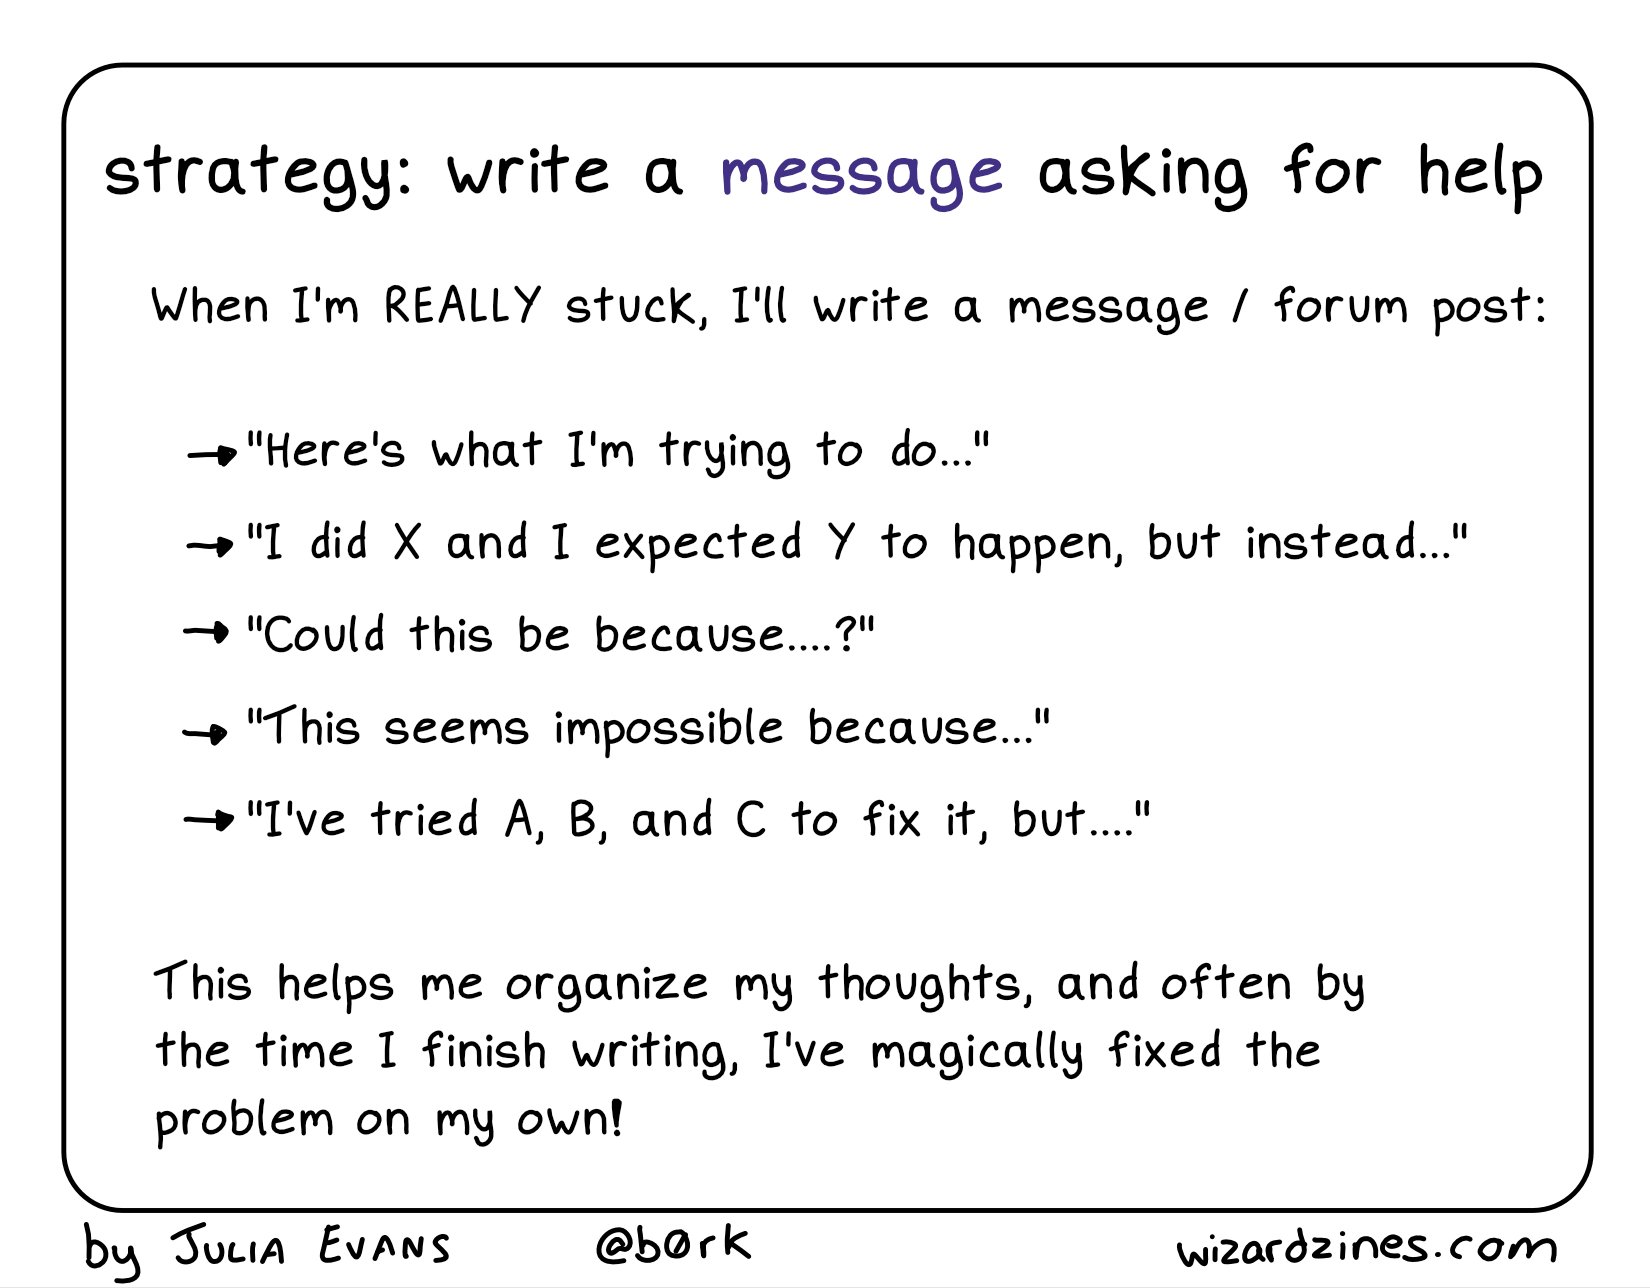 strategy: write a message asking for help
When I'm REALLY stuck, I'll write a message / forum post:
→ "Here's what I'm trying to do..."
→ "I did X and I expected Y to happen, but instead..."
→ "Could this be because....?"
→ "This seems impossible because..."
→ "I've tried A, B, and C to fix it, but...."
This helps me organize my thoughts, and often by
the time I finish writing, I've magically fixed the
problem on my own!
by JULIA EVANS @b0rk wizardzines.com